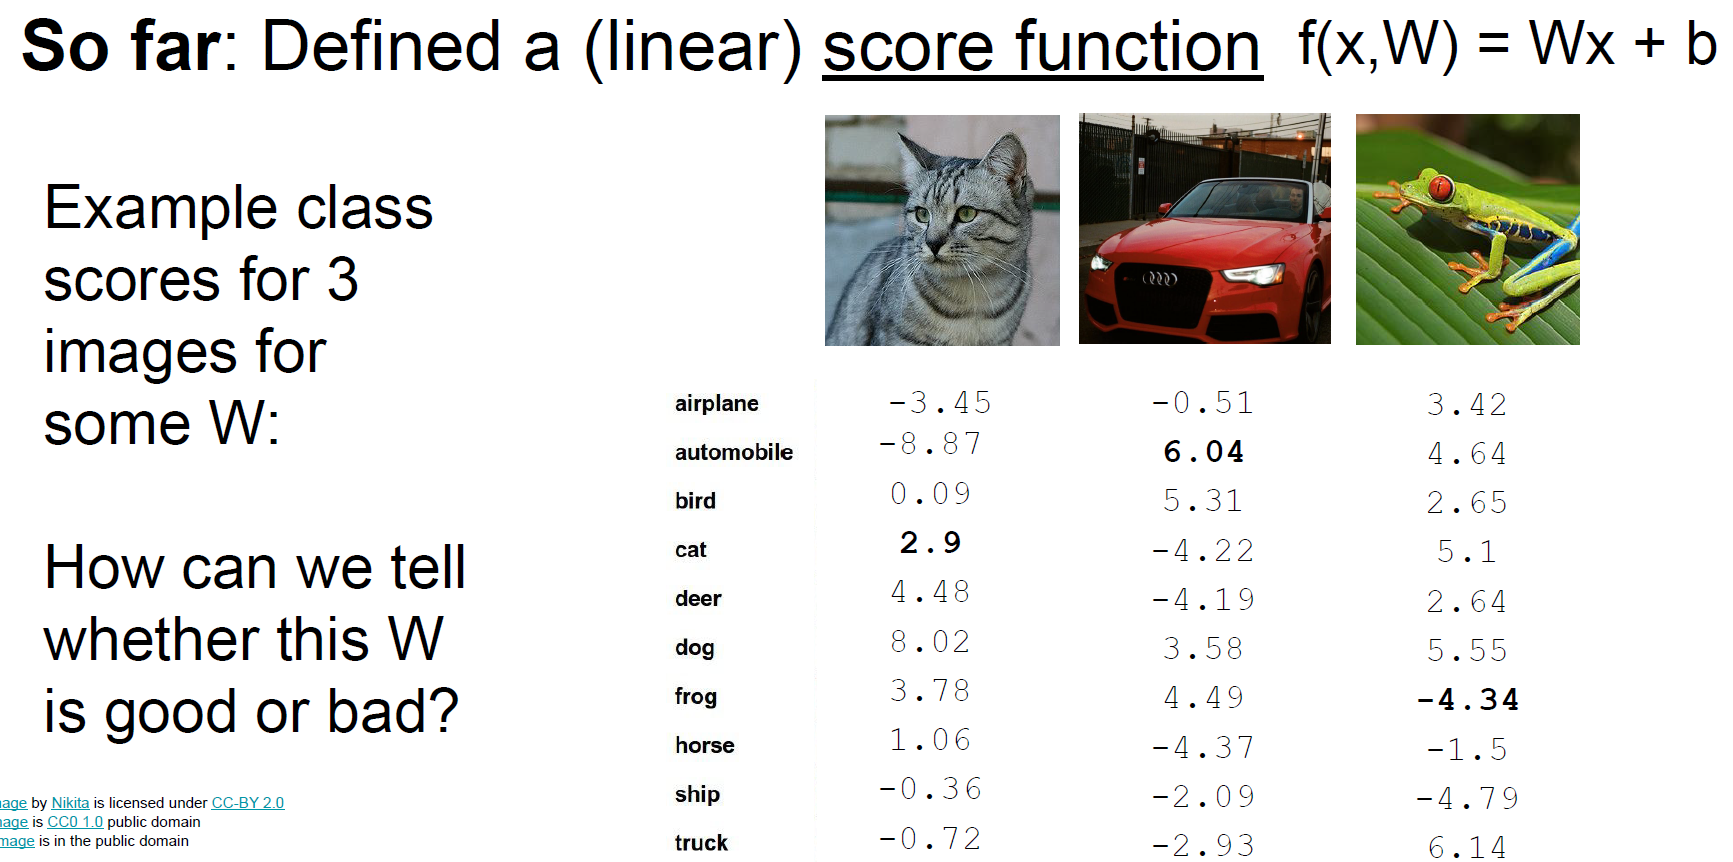 So far: Defined a (linear) score function f(x,W) = Wx + b
Example class
scores for 3
images for
some W:
How can we tell
whether this W
is good or bad?
airplane -3.45 -0.51 3.42
automobile -8.87 6.04 4.64
bird 0.09 5.31 2.65
cat 2.9 -4.22 5.1
deer 4.48 -4.19 2.64
dog 8.02 3.58 5.55
frog 3.78 4.49 -4.34
horse 1.06 -4.37 -1.5
ship -0.36 -2.09 -4.79
truck -0.72 -2.93 6.14
age by Nikita is licensed under CC-BY 2.0
age is CC0 1.0 public domain
mage is in the public domain